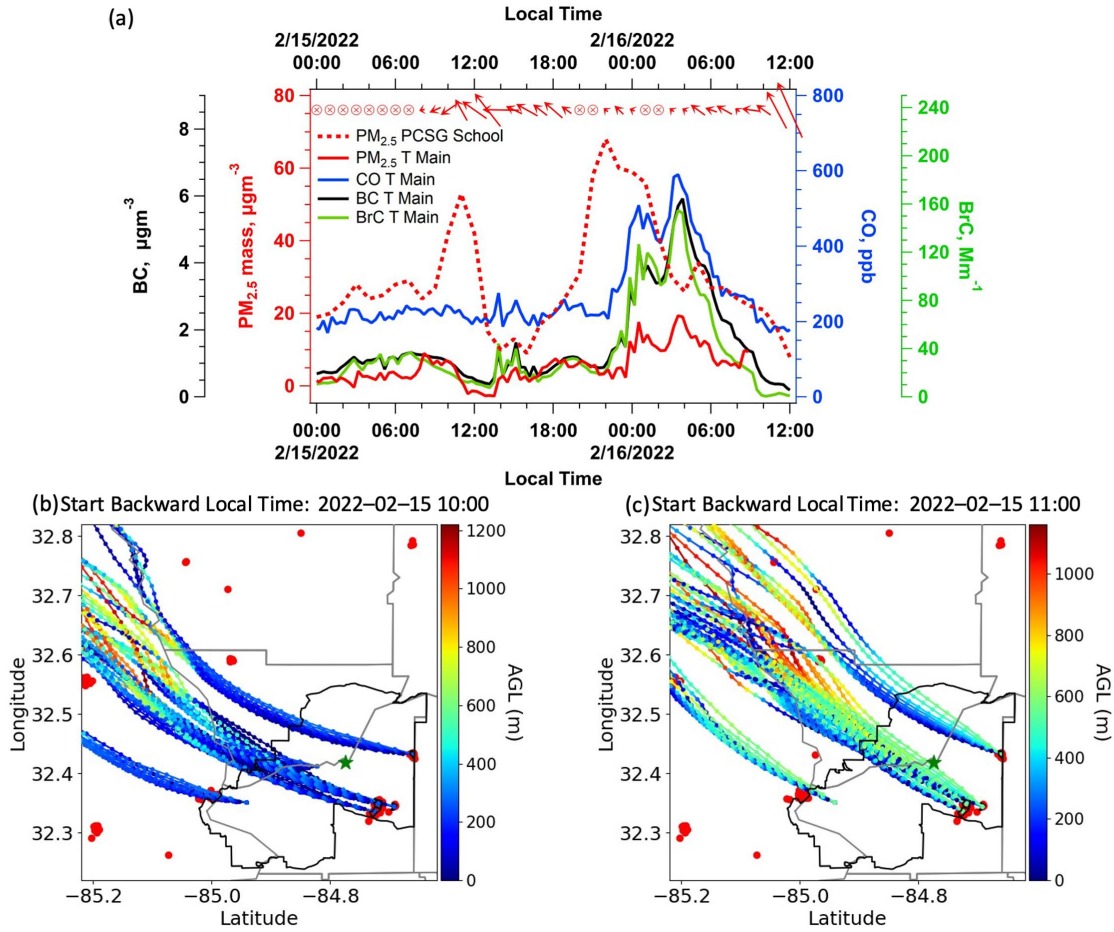 (a)
Local Time
2/15/2022 2/16/2022
00:00 06:00 12:00 18:00 00:00 06:00 12:00
8
6
4
2
0
BC, µgm-3
80
60
40
20
0
PM2.5 mass, µgm-3
PM2.5 PCSG School
PM2.5 T Main
CO T Main
BC T Main
BrC T Main
800
600
400
200
0
CO, ppb
240
200
160
120
80
40
0
BrC, Mm-1
00:00 06:00 12:00 18:00 00:00 06:00 12:00
2/15/2022 2/16/2022
Local Time
(b) Start Backward Local Time: 2022–02–15 10:00
32.8
32.7
32.6
32.5
32.4
32.3
Longitude
−85.2 −85.0 −84.8
Latitude
1200
1000
800
600
400
200
0
AGL (m)
(c) Start Backward Local Time: 2022–02–15 11:00
32.8
32.7
32.6
32.5
32.4
32.3
Longitude
−85.2 −85.0 −84.8
Latitude
1000
800
600
400
200
0
AGL (m)